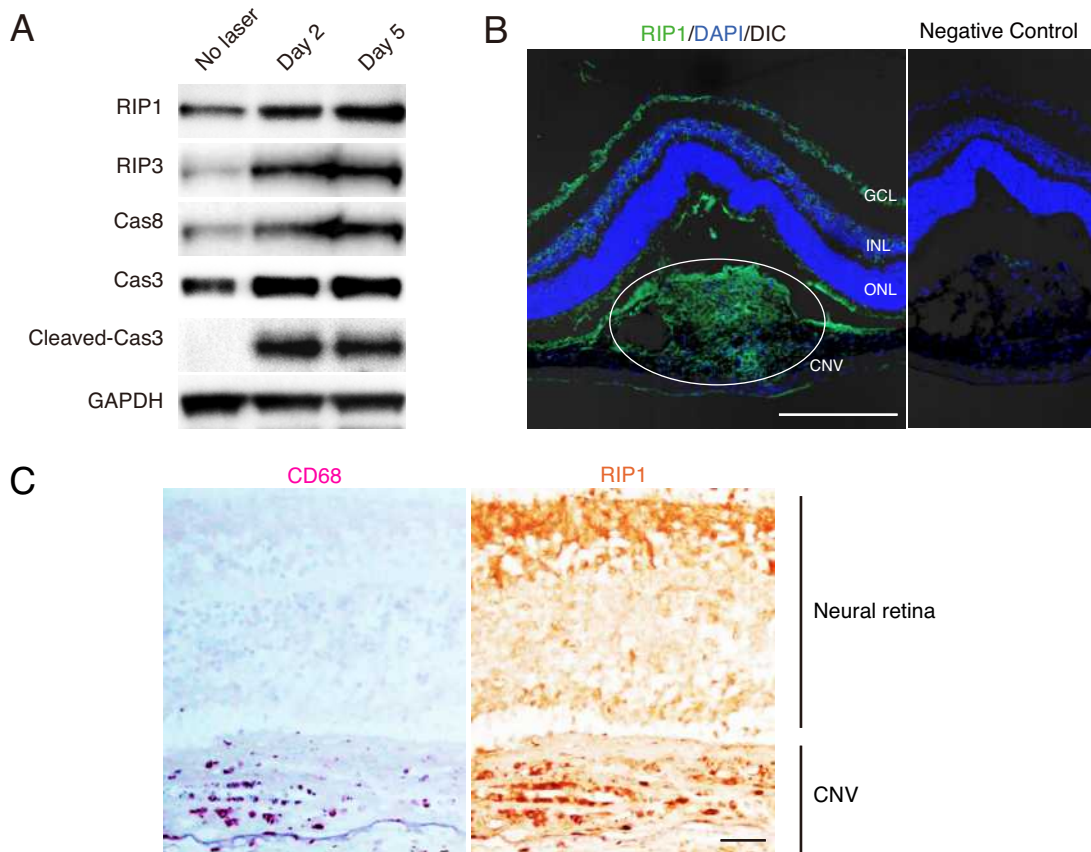 A
No laser
Day 2
Day 5
RIP1
RIP3
Cas8
Cas3
Cleaved-Cas3
GAPDH
B
RIP1/DAPI/DIC
Negative Control
GCL
INL
ONL
CNV
C
CD68
RIP1
Neural retina
CNV